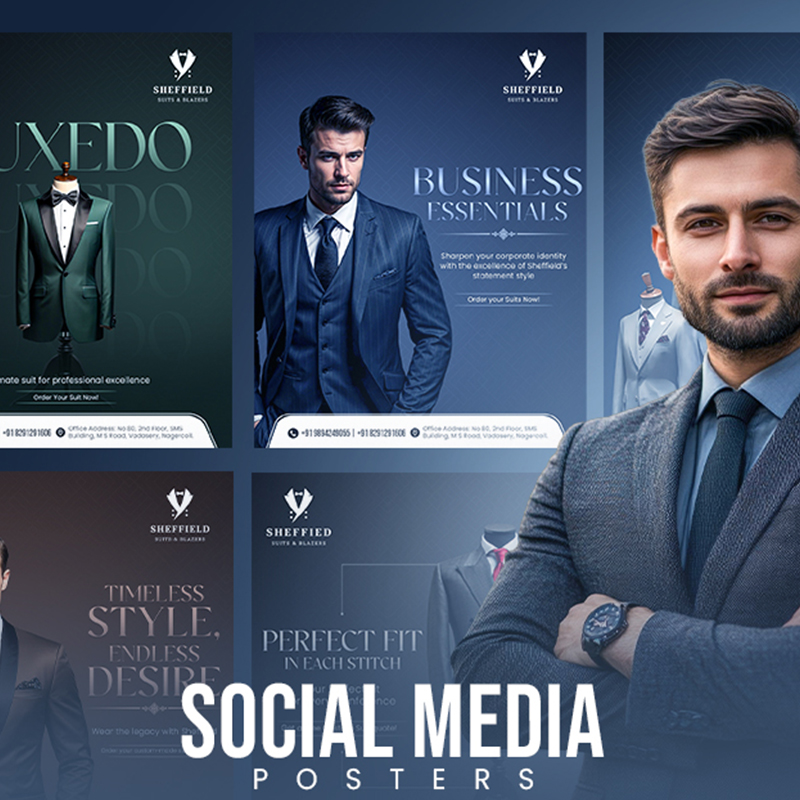 SHEFFIELD
SUITS & BLAZERS
UXEDO
mate suit for professional excellence
Order Your Suit Now!
+91 8291291606
Office Address: No 80, 2nd Floor, SMS
Building, M S Road, Vadasery, Nagercoil.
SHEFFIELD
SUITS & BLAZERS
BUSINESS
ESSENTIALS
Sharpen your corporate identity
with the excellence of Sheffield's
statement style
Order your Suits Now!
+91 9894249055 | +91 8291291606
Office Address: No 80, 2nd Floor, SMS
Building, M S Road, Vadasery, Nagercoil.
SHEFFIELD
SUITS & BLAZERS
TIMELESS
STYLE,
ENDLESS
DESIRE
Wear the legacy with
SHEFFIED
SUITS & BLAZERS
PERFECT FIT
IN EACH STITCH
SOCIAL MEDIA
POSTERS